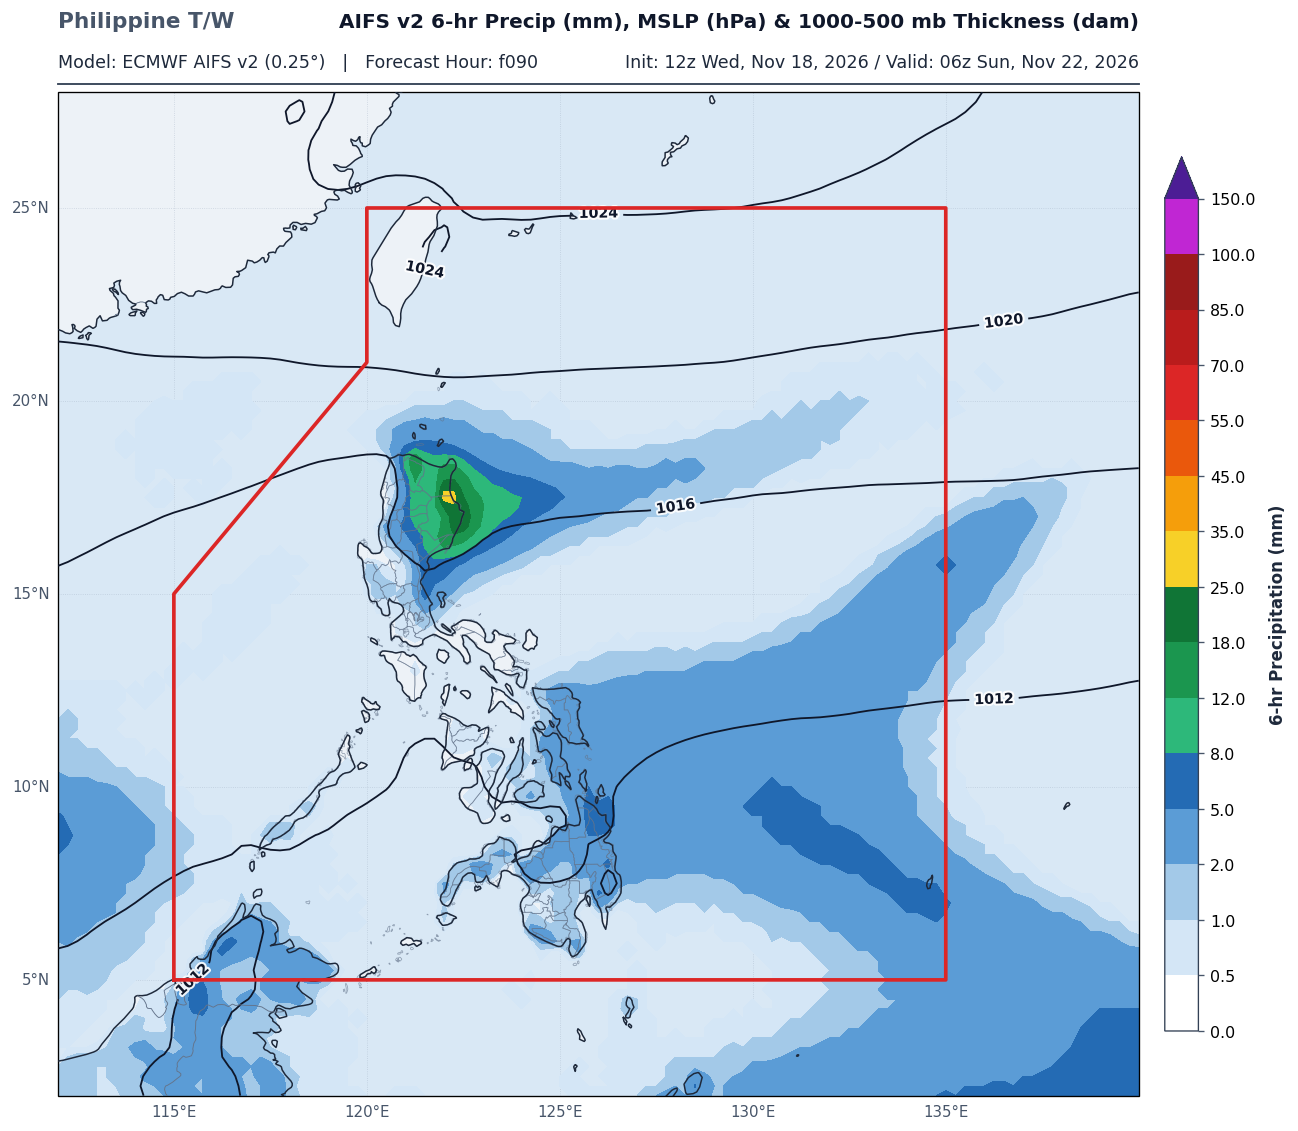 Philippine T/W
AIFS v2 6-hr Precip (mm), MSLP (hPa) & 1000-500 mb Thickness (dam)
Model: ECMWF AIFS v2 (0.25°)   |   Forecast Hour: f090
Init: 12z Wed, Nov 18, 2026 / Valid: 06z Sun, Nov 22, 2026
25°N
20°N
15°N
10°N
5°N
1024
1024
1020
1016
1012
1012
115°E
120°E
125°E
130°E
135°E
150.0
100.0
85.0
70.0
55.0
45.0
35.0
25.0
18.0
12.0
8.0
5.0
2.0
1.0
0.5
0.0
6-hr Precipitation (mm)